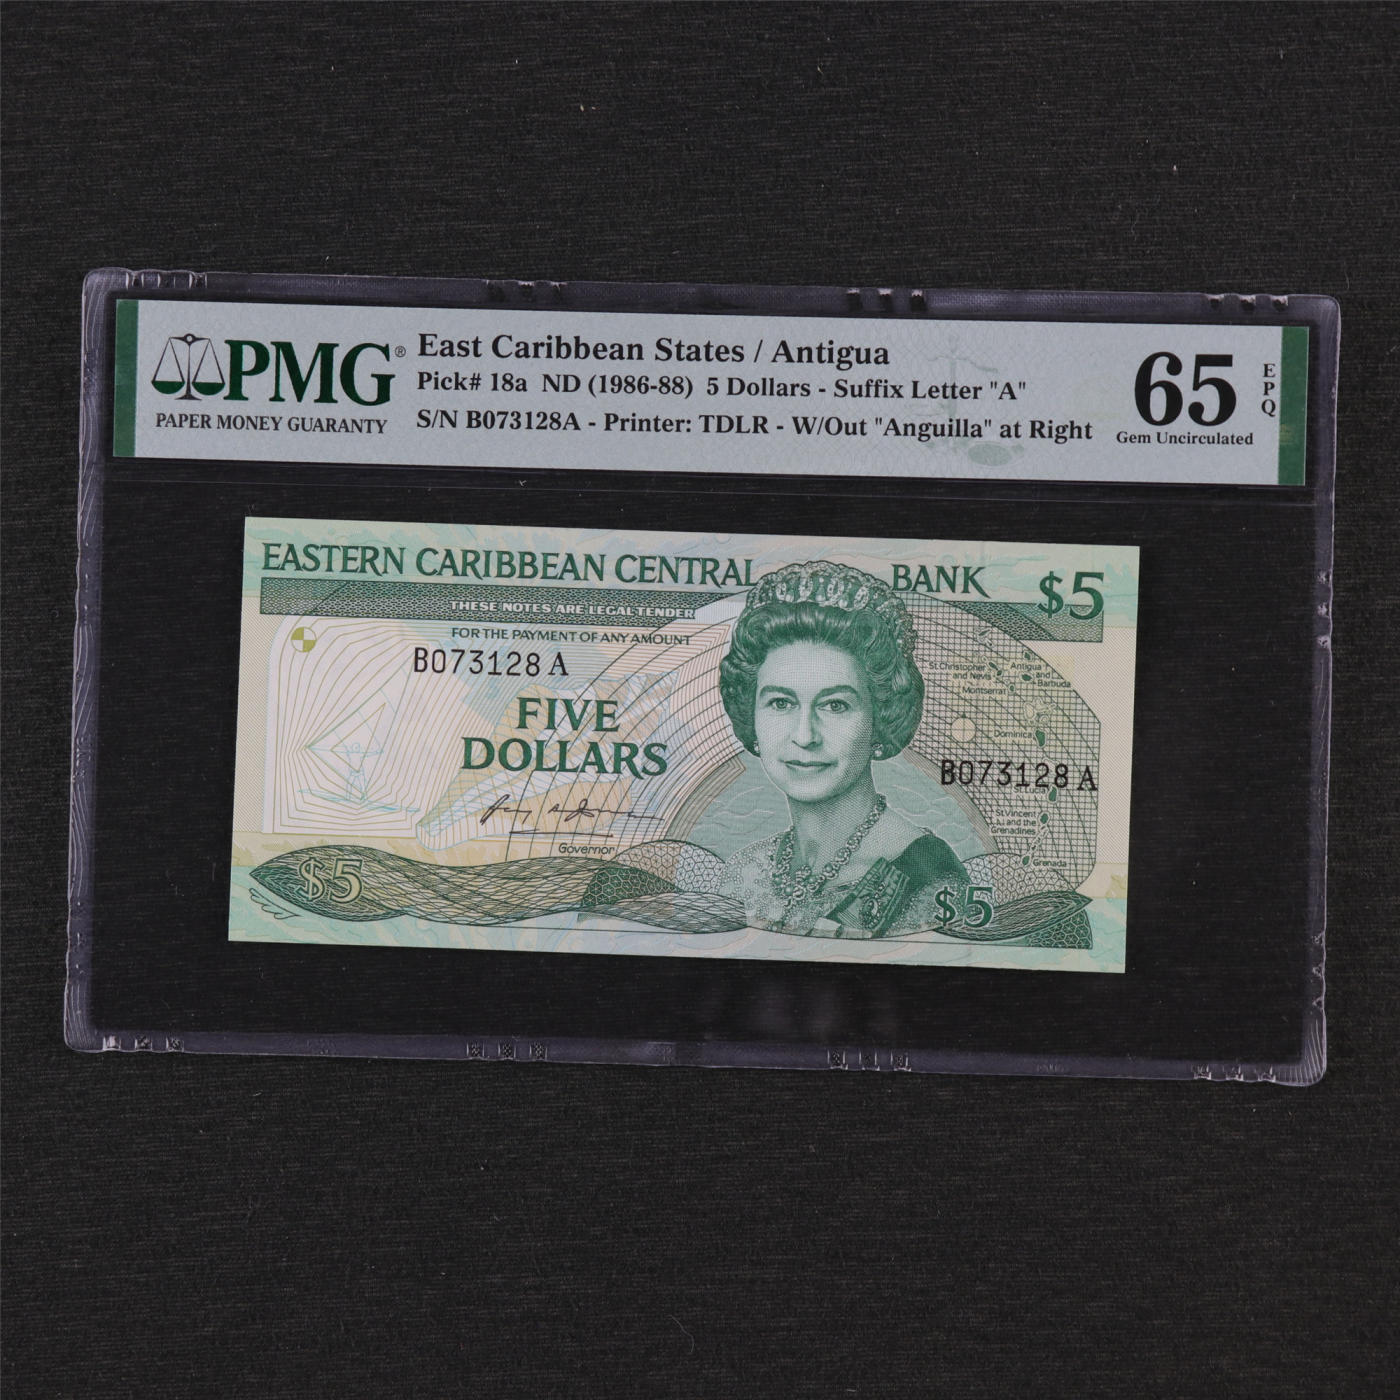 PMG®
PAPER MONEY GUARANTY
East Caribbean States / Antigua
Pick# 18a ND (1986-88) 5 Dollars - Suffix Letter "A"
S/N B073128A - Printer: TDLR - W/Out "Anguilla" at Right
65
Gem Uncirculated
EPQ
EASTERN CARIBBEAN CENTRAL BANK $5
THESE NOTES ARE LEGAL TENDER
FOR THE PAYMENT OF ANY AMOUNT
B073128 A
FIVE
DOLLARS
Governor
$5
St Christopher
and Nevis
Antigua
and
Barbuda
Montserrat
Dominica
B073128 A
St Vincent
and the
Grenadines
Grenada
$5